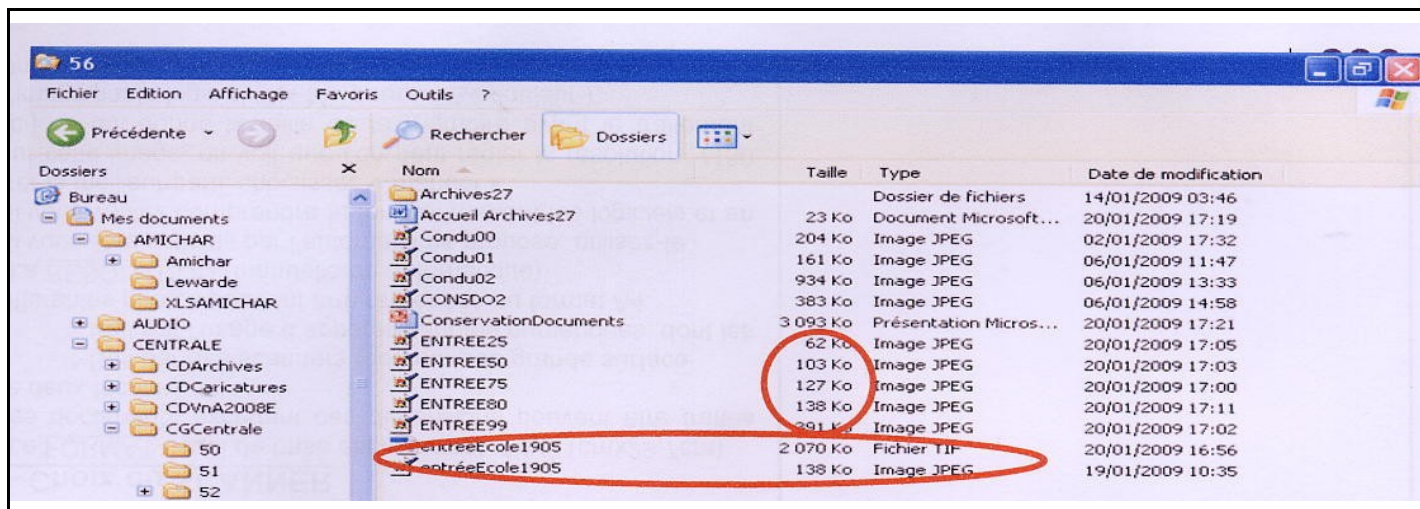 56
Fichier Edition Affichage Favoris Outils ?
Précédente Rechercher Dossiers
Dossiers × Nom Taille Type Date de modification
Bureau Archives27 Dossier de fichiers 14/01/2009 03:46
Mes documents Accueil Archives27 23 Ko Document Microsoft... 20/01/2009 17:19
AMICHAR Condu00 204 Ko Image JPEG 02/01/2009 17:32
Amichar Condu01 161 Ko Image JPEG 06/01/2009 11:47
Lewarde Condu02 934 Ko Image JPEG 06/01/2009 13:33
XLSAMICHAR CONSDO2 383 Ko Image JPEG 06/01/2009 14:58
AUDIO ConservationDocuments 3 093 Ko Présentation Micros... 20/01/2009 17:21
CENTRALE ENTREE25 62 Ko Image JPEG 20/01/2009 17:05
CDArchives ENTREE50 103 Ko Image JPEG 20/01/2009 17:03
CDCaricatures ENTREE75 127 Ko Image JPEG 20/01/2009 17:00
CDVnA2008E ENTREE80 138 Ko Image JPEG 20/01/2009 17:11
CGCentrale ENTREE99 391 Ko Image JPEG 20/01/2009 17:02
50 entréeEcole1905 2 070 Ko Fichier TIF 20/01/2009 16:56
51 entréeEcole1905 138 Ko Image JPEG 19/01/2009 10:35
52